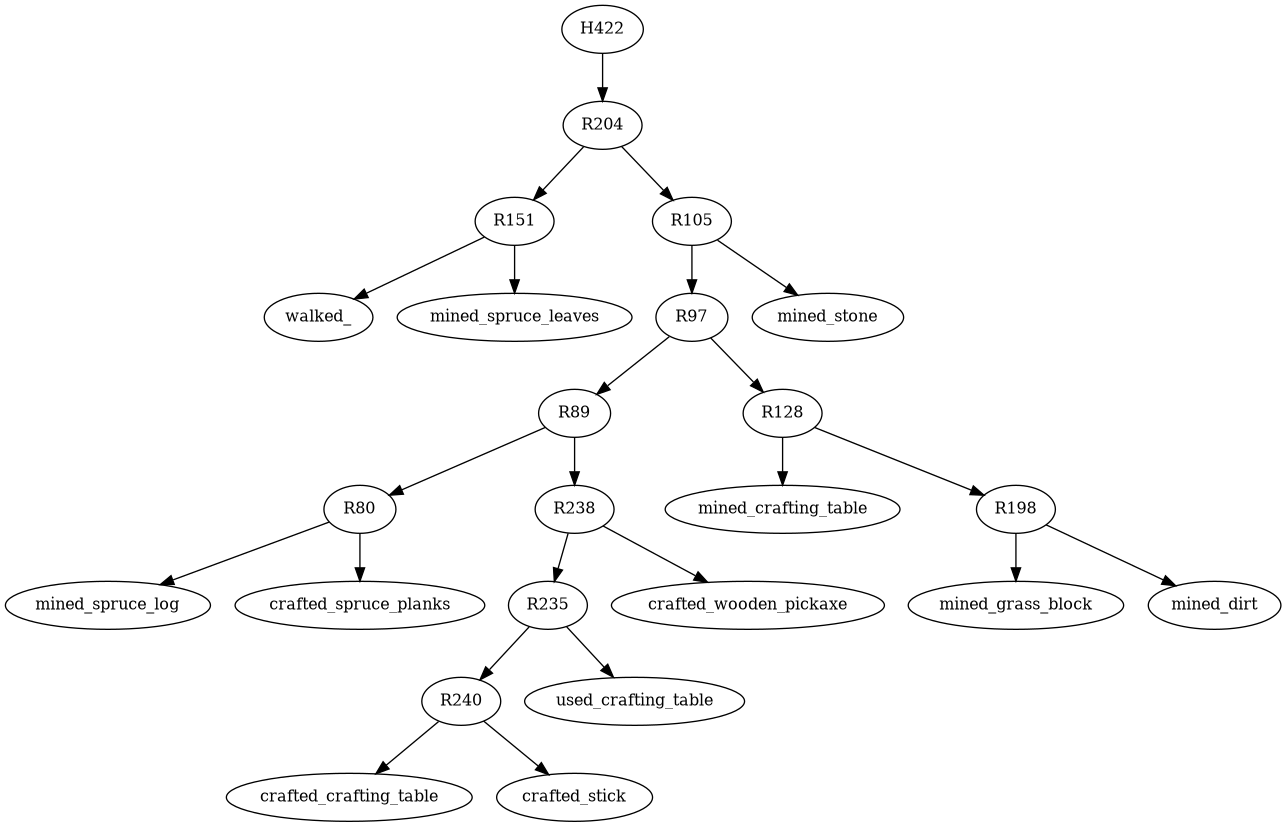 H422
R204
R151
R105
walked_
mined_spruce_leaves
R97
mined_stone
R89
R128
R80
R238
mined_crafting_table
R198
mined_spruce_log
crafted_spruce_planks
R235
crafted_wooden_pickaxe
mined_grass_block
mined_dirt
R240
used_crafting_table
crafted_crafting_table
crafted_stick